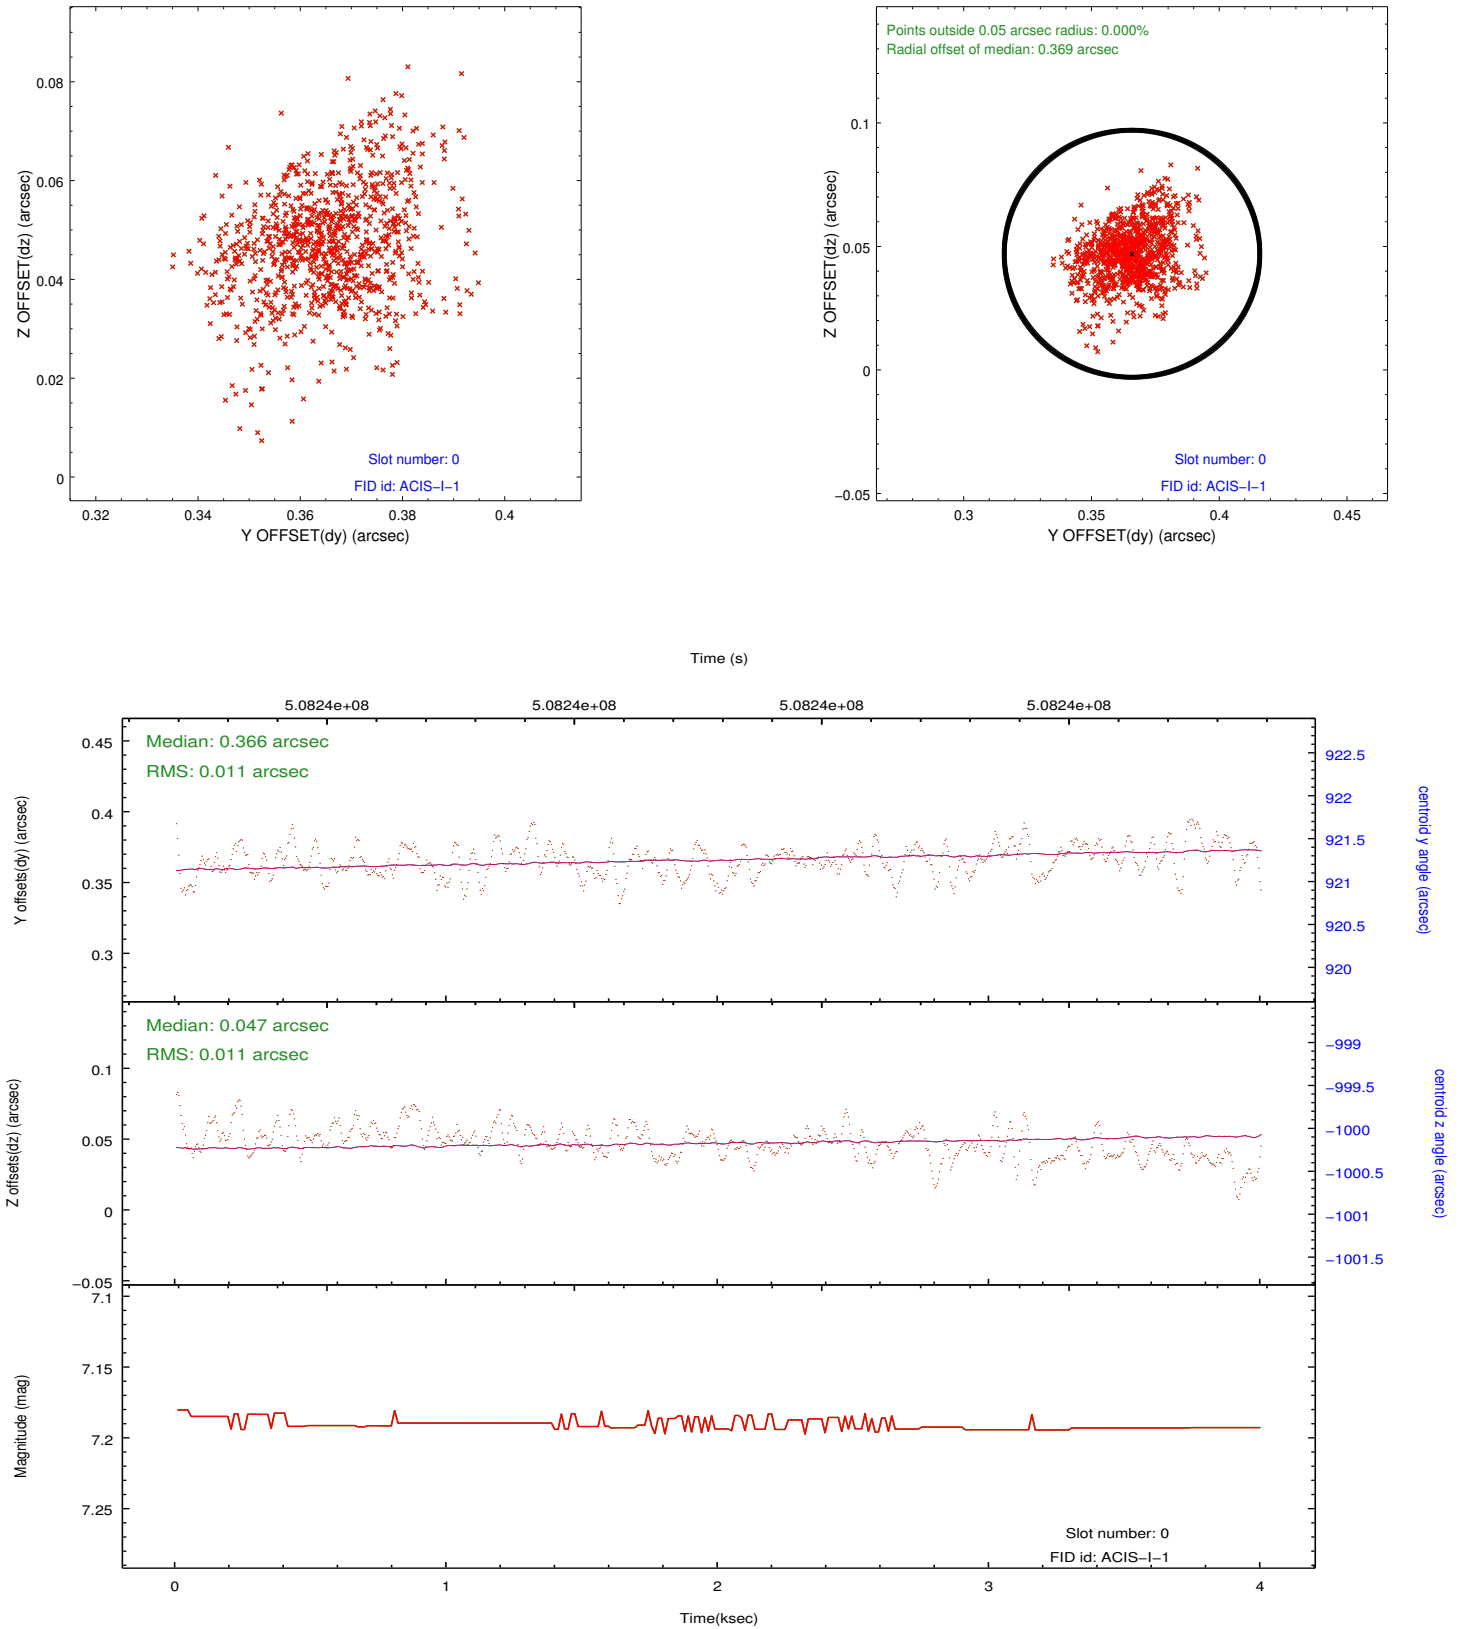 0.08
0.06
0.04
0.02
0
Z OFFSET(dz) (arcsec)
Slot number: 0
FID id: ACIS−I−1
0.32 0.34 0.36 0.38 0.4
Y OFFSET(dy) (arcsec)
Points outside 0.05 arcsec radius: 0.000%
Radial offset of median: 0.369 arcsec
0.1
0.05
0
−0.05
Z OFFSET(dz) (arcsec)
Slot number: 0
FID id: ACIS−I−1
0.3 0.35 0.4 0.45
Y OFFSET(dy) (arcsec)
Time (s)
5.0824e+08 5.0824e+08 5.0824e+08 5.0824e+08
Median: 0.366 arcsec
RMS: 0.011 arcsec
0.45
0.4
0.35
0.3
Y offsets(dy) (arcsec)
922.5
922
921.5
921
920.5
920
centroid y angle (arcsec)
Median: 0.047 arcsec
RMS: 0.011 arcsec
0.1
0.05
0
−0.05
Z offsets(dz) (arcsec)
−999
−999.5
−1000
−1000.5
−1001
−1001.5
centroid z angle (arcsec)
7.1
7.15
7.2
7.25
Magnitude (mag)
Slot number: 0
FID id: ACIS−I−1
0 1 2 3 4
Time(ksec)